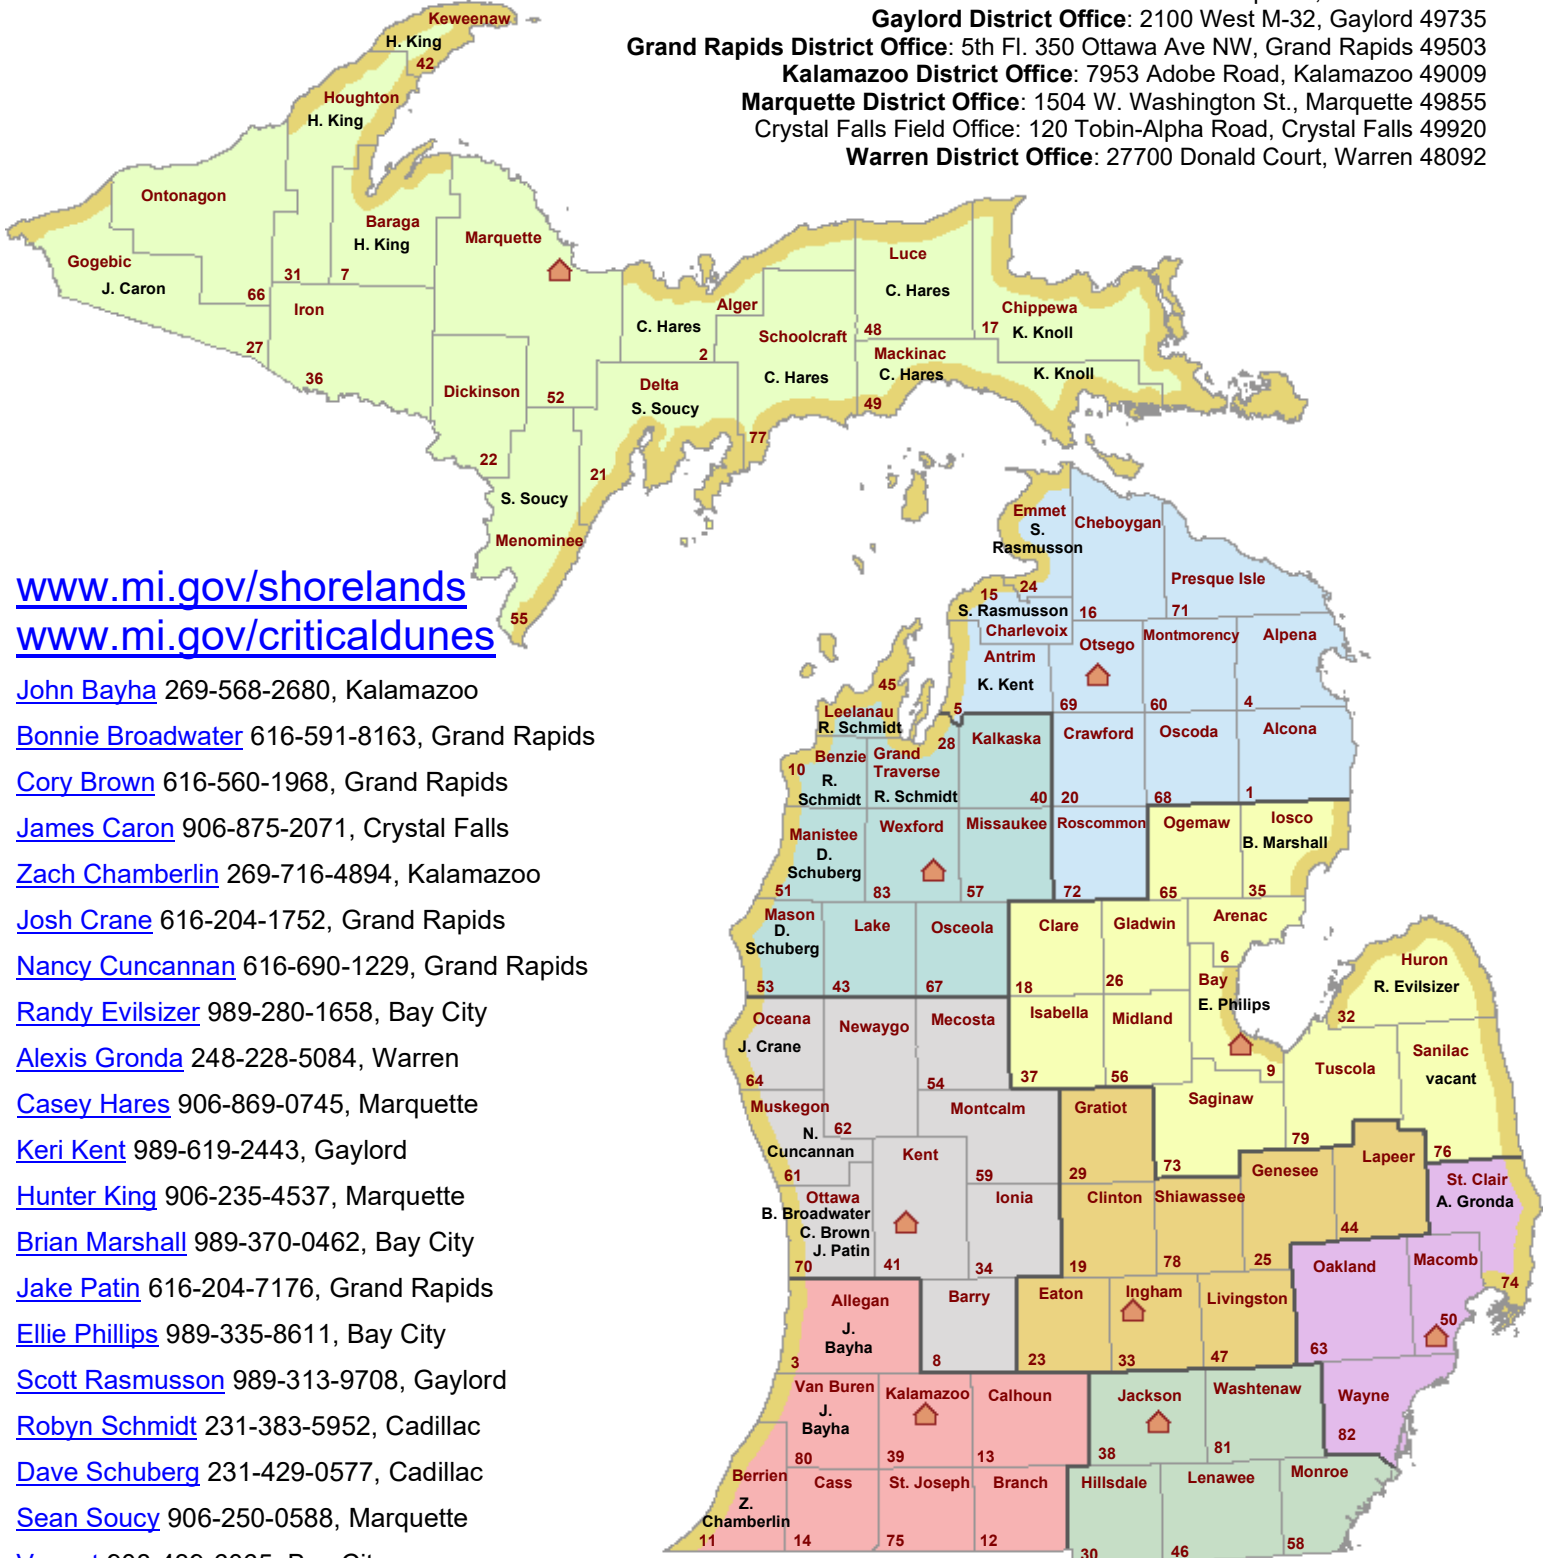 Gaylord District Office: 2100 West M-32, Gaylord 49735
Grand Rapids District Office: 5th Fl. 350 Ottawa Ave NW, Grand Rapids 49503
Kalamazoo District Office: 7953 Adobe Road, Kalamazoo 49009
Marquette District Office: 1504 W. Washington St., Marquette 49855
Crystal Falls Field Office: 120 Tobin-Alpha Road, Crystal Falls 49920
Warren District Office: 27700 Donald Court, Warren 48092
Keweenaw
H. King
42
Houghton
H. King
31
Ontonagon
66
Baraga
H. King
7
Gogebic
J. Caron
27
Iron
36
Marquette
52
Dickinson
22
C. Hares
Alger
2
Delta
S. Soucy
21
S. Soucy
Menominee
55
Schoolcraft
C. Hares
77
Luce
C. Hares
48
Mackinac
C. Hares
49
K. Knoll
Chippewa
K. Knoll
17
www.mi.gov/shorelands
www.mi.gov/criticaldunes
John Bayha 269-568-2680, Kalamazoo
Bonnie Broadwater 616-591-8163, Grand Rapids
Cory Brown 616-560-1968, Grand Rapids
James Caron 906-875-2071, Crystal Falls
Zach Chamberlin 269-716-4894, Kalamazoo
Josh Crane 616-204-1752, Grand Rapids
Nancy Cuncannan 616-690-1229, Grand Rapids
Randy Evilsizer 989-280-1658, Bay City
Alexis Gronda 248-228-5084, Warren
Casey Hares 906-869-0745, Marquette
Keri Kent 989-619-2443, Gaylord
Hunter King 906-235-4537, Marquette
Brian Marshall 989-370-0462, Bay City
Jake Patin 616-204-7176, Grand Rapids
Ellie Phillips 989-335-8611, Bay City
Scott Rasmusson 989-313-9708, Gaylord
Robyn Schmidt 231-383-5952, Cadillac
Dave Schuberg 231-429-0577, Cadillac
Sean Soucy 906-250-0588, Marquette
Emmet
S.
Rasmusson
24
Cheboygan
16
Presque Isle
71
15
S. Rasmusson
Charlevoix
Antrim
K. Kent
5
Otsego
69
Montmorency
60
Alpena
4
45
Leelanau
R. Schmidt
Benzie
10
R.
Schmidt
Grand
Traverse
28
R. Schmidt
Kalkaska
40
Crawford
20
Oscoda
68
Alcona
1
Manistee
D.
Schuberg
51
Wexford
83
Missaukee
57
Roscommon
72
Ogemaw
65
Iosco
B. Marshall
35
Mason
D.
Schuberg
53
Lake
43
Osceola
67
Clare
18
Gladwin
26
Arenac
6
Bay
E. Philips
9
Huron
R. Evilsizer
32
Oceana
J. Crane
64
Newaygo
62
Mecosta
54
Isabella
37
Midland
56
Saginaw
73
Tuscola
79
Sanilac
vacant
76
Muskegon
N.
Cuncannan
61
Montcalm
59
Gratiot
29
Kent
41
Ottawa
B. Broadwater
C. Brown
J. Patin
70
Ionia
34
Clinton
19
Shiawassee
78
Genesee
25
Lapeer
44
St. Clair
A. Gronda
74
Allegan
J.
Bayha
3
Barry
8
Eaton
23
Ingham
33
Livingston
47
Oakland
63
Macomb
50
Van Buren
J.
Bayha
80
Kalamazoo
39
Calhoun
13
Jackson
38
Washtenaw
81
Wayne
82
Berrien
Z.
Chamberlin
11
Cass
14
St. Joseph
75
Branch
12
Hillsdale
30
Lenawee
46
Monroe
58